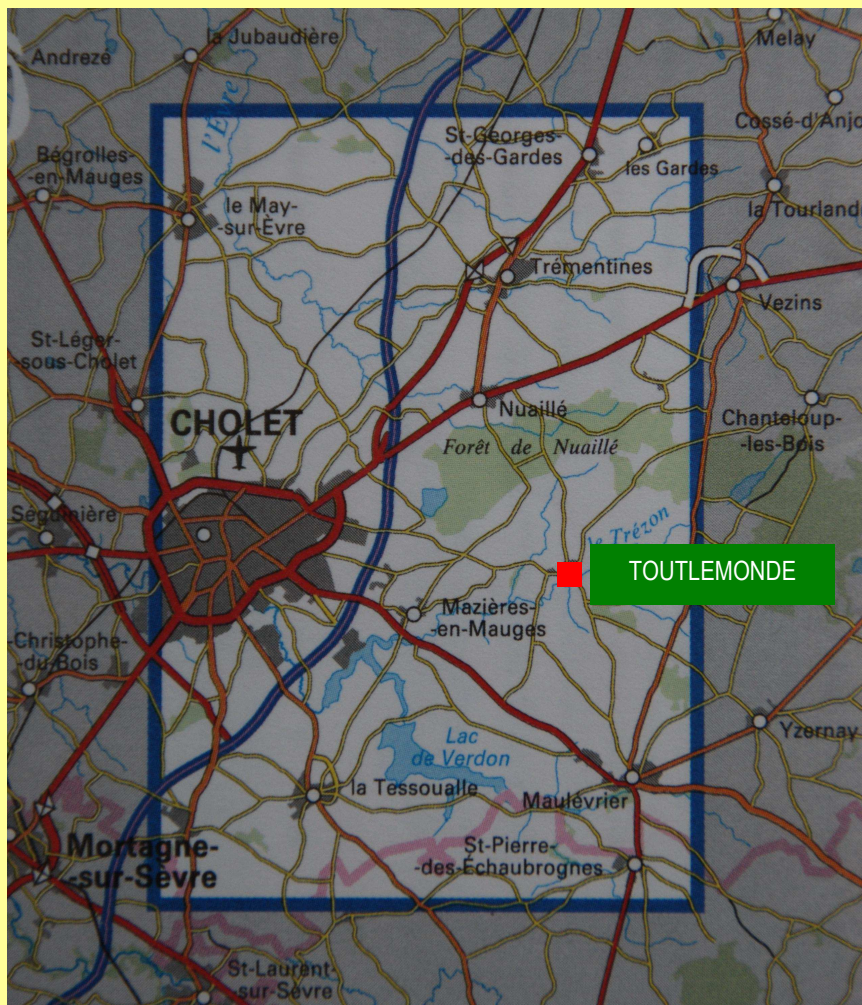 la Jubaudière
Andrezé
Melay
l'Èvre
Cossé-d'Anjo
St-Georges-
-des-Gardes
les Gardes
Bégrolles-
-en-Mauges
le May-
-sur-Èvre
la Tourland
Trémentines
Vezins
St-Léger-
-sous-Cholet
CHOLET
Nuaillé
Chanteloup-
-les-Bois
Forêt de Nuaillé
Séguinière
le Trézon
TOUTLEMONDE
Mazières-
-en-Mauges
-Christophe-
-du-Bois
Lac
de Verdon
Yzernay
la Tessoualle
Maulévrier
Mortagne-
-sur-Sèvre
St-Pierre-
-des-Échaubrognes
St-Laurent-
-sur-Sèvre